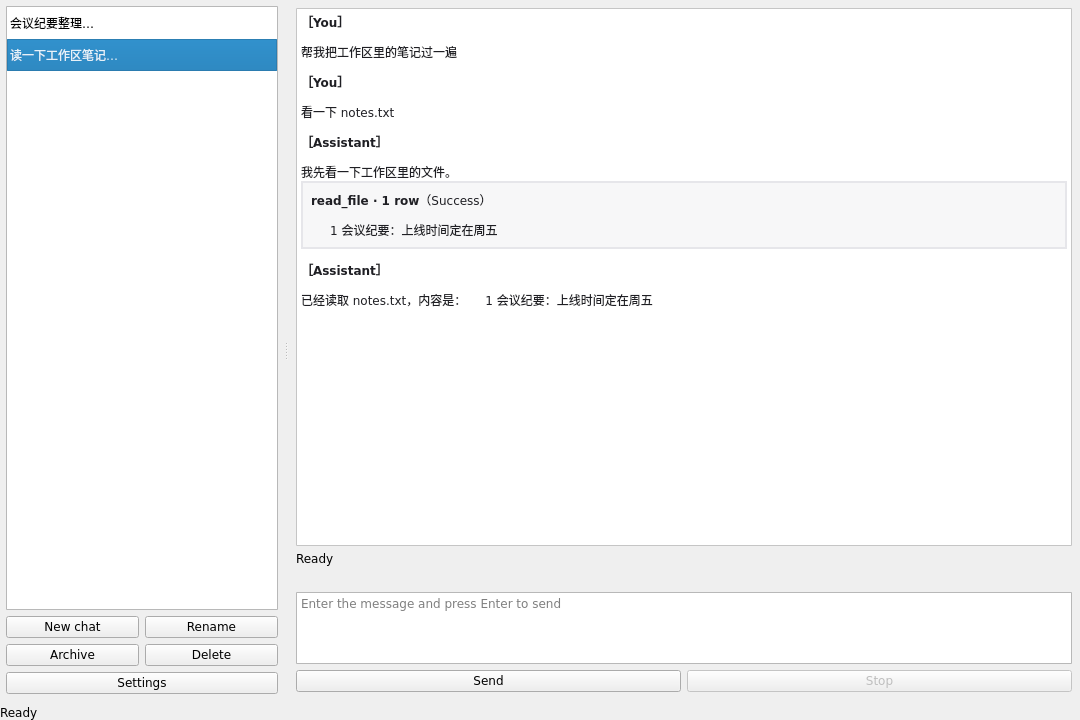 会议纪要整理…
读一下工作区笔记…
New chat
Rename
Archive
Delete
Settings
Ready
［You］
帮我把工作区里的笔记过一遍
［You］
看一下 notes.txt
［Assistant］
我先看一下工作区里的文件。
read_file · 1 row（Success）
1 会议纪要：上线时间定在周五
［Assistant］
已经读取 notes.txt，内容是： 1 会议纪要：上线时间定在周五
Ready
Enter the message and press Enter to send
Send
Stop